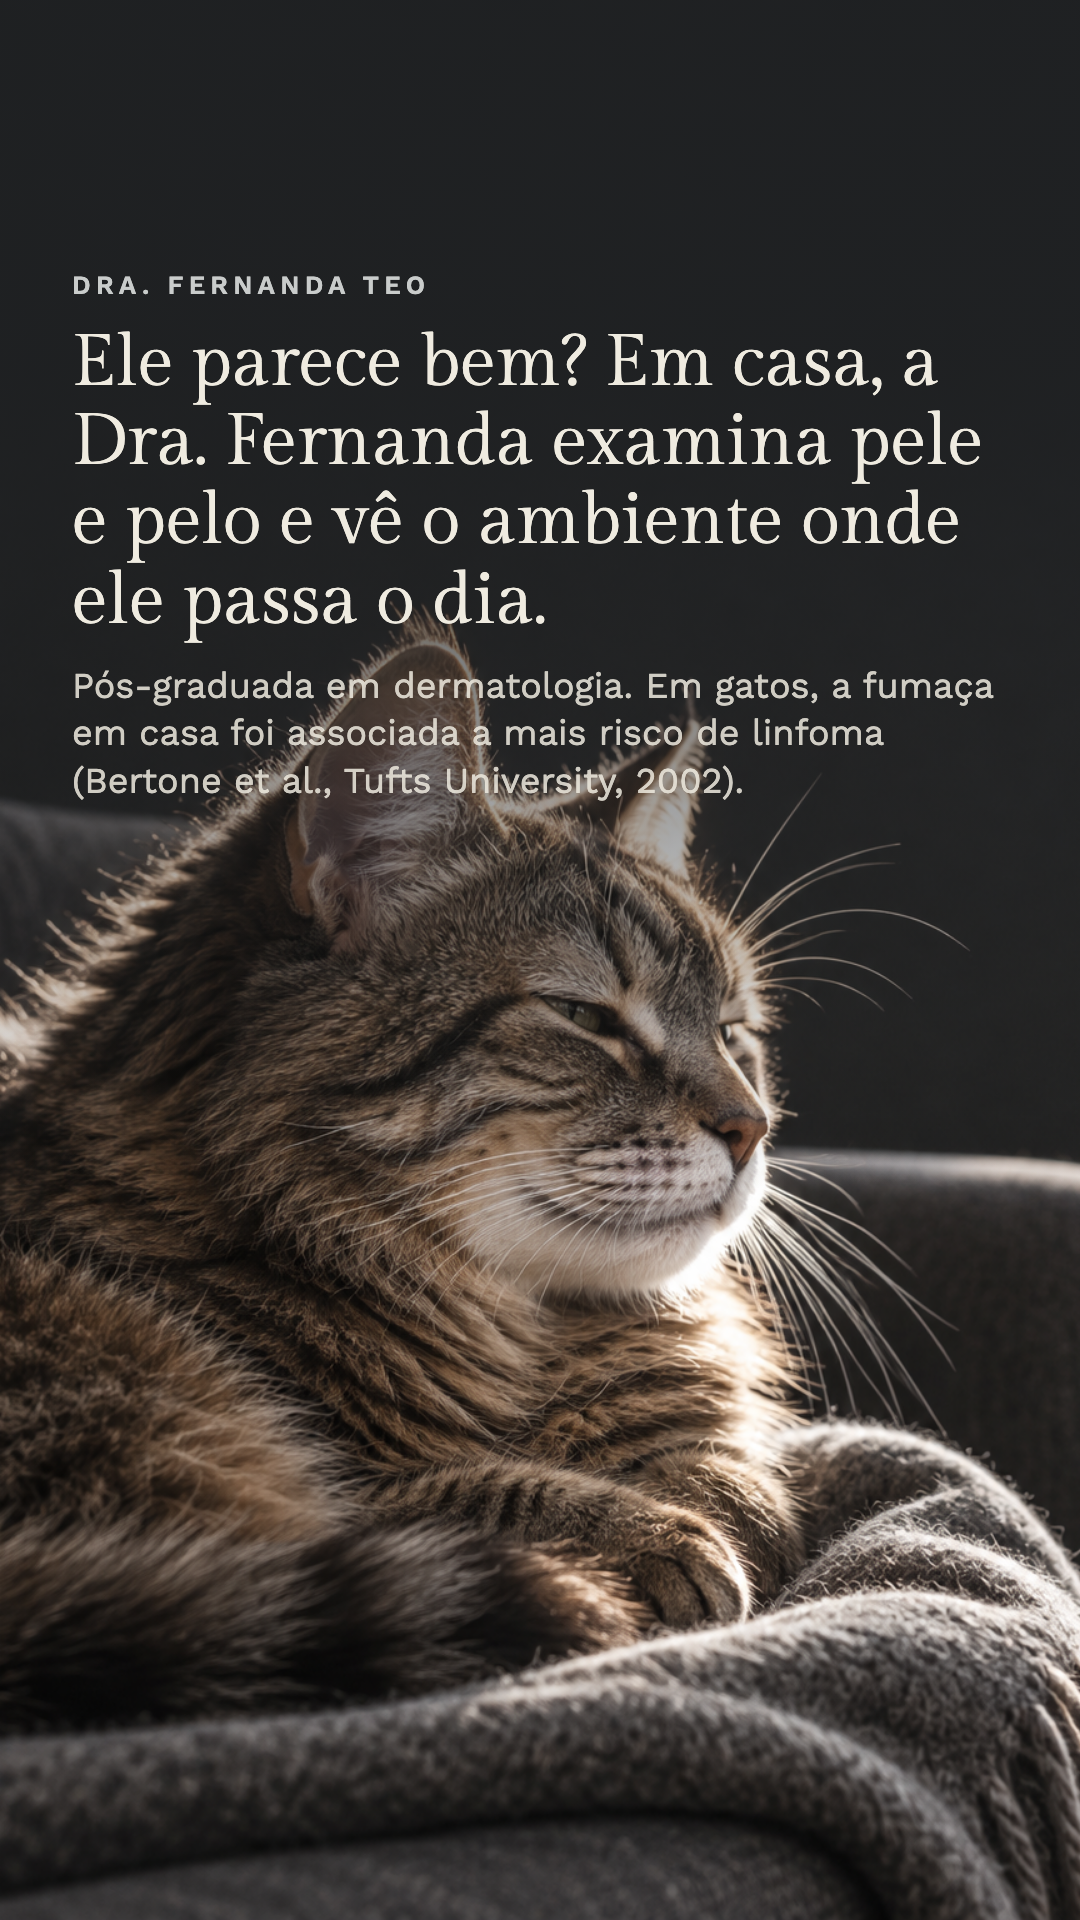 DRA. FERNANDA TEO
Ele parece bem? Em casa, a
Dra. Fernanda examina pele
e pelo e vê o ambiente onde
ele passa o dia.
Pós-graduada em dermatologia. Em gatos, a fumaça
em casa foi associada a mais risco de linfoma
(Bertone et al., Tufts University, 2002).